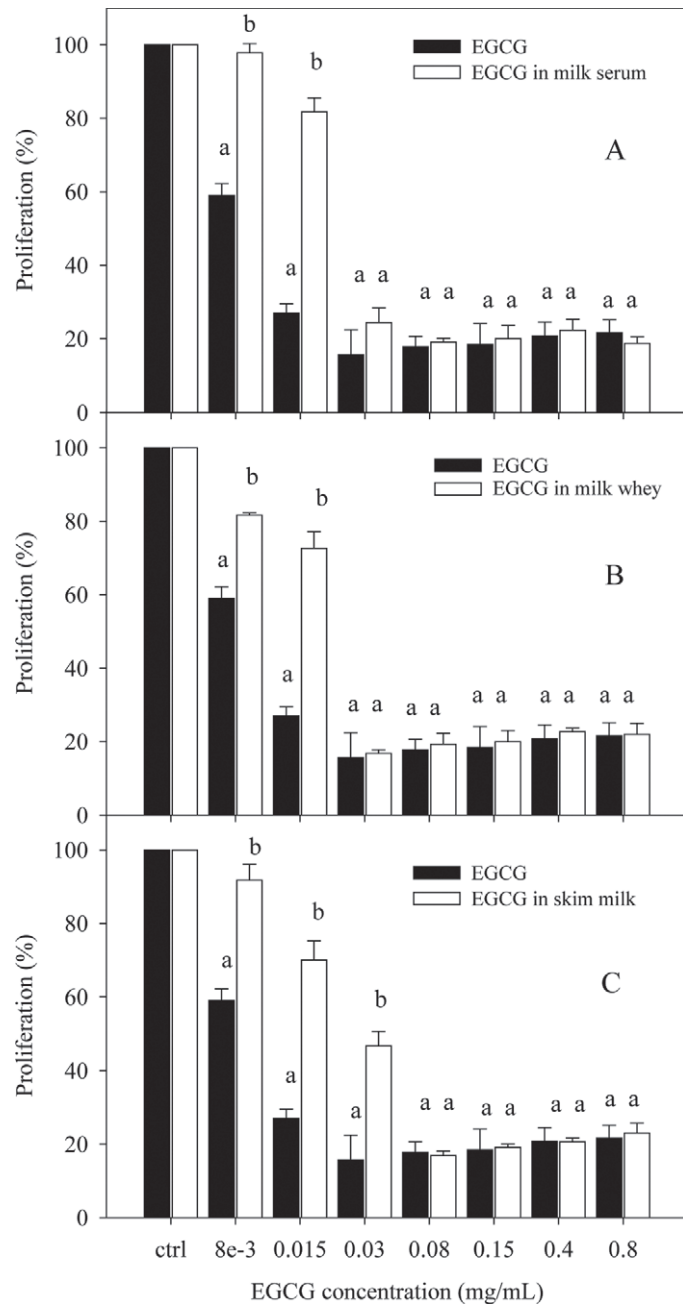 EGCG
EGCG in milk serum
A
Proliferation (%)
100
80
60
40
20
0
a b
a b
a a
a a
a a
a a
a a
EGCG
EGCG in milk whey
B
Proliferation (%)
100
80
60
40
20
0
a b
a b
a a
a a
a a
a a
a a
EGCG
EGCG in skim milk
C
Proliferation (%)
100
80
60
40
20
0
a b
a b
a b
a a
a a
a a
a a
ctrl 8e-3 0.015 0.03 0.08 0.15 0.4 0.8
EGCG concentration (mg/mL)